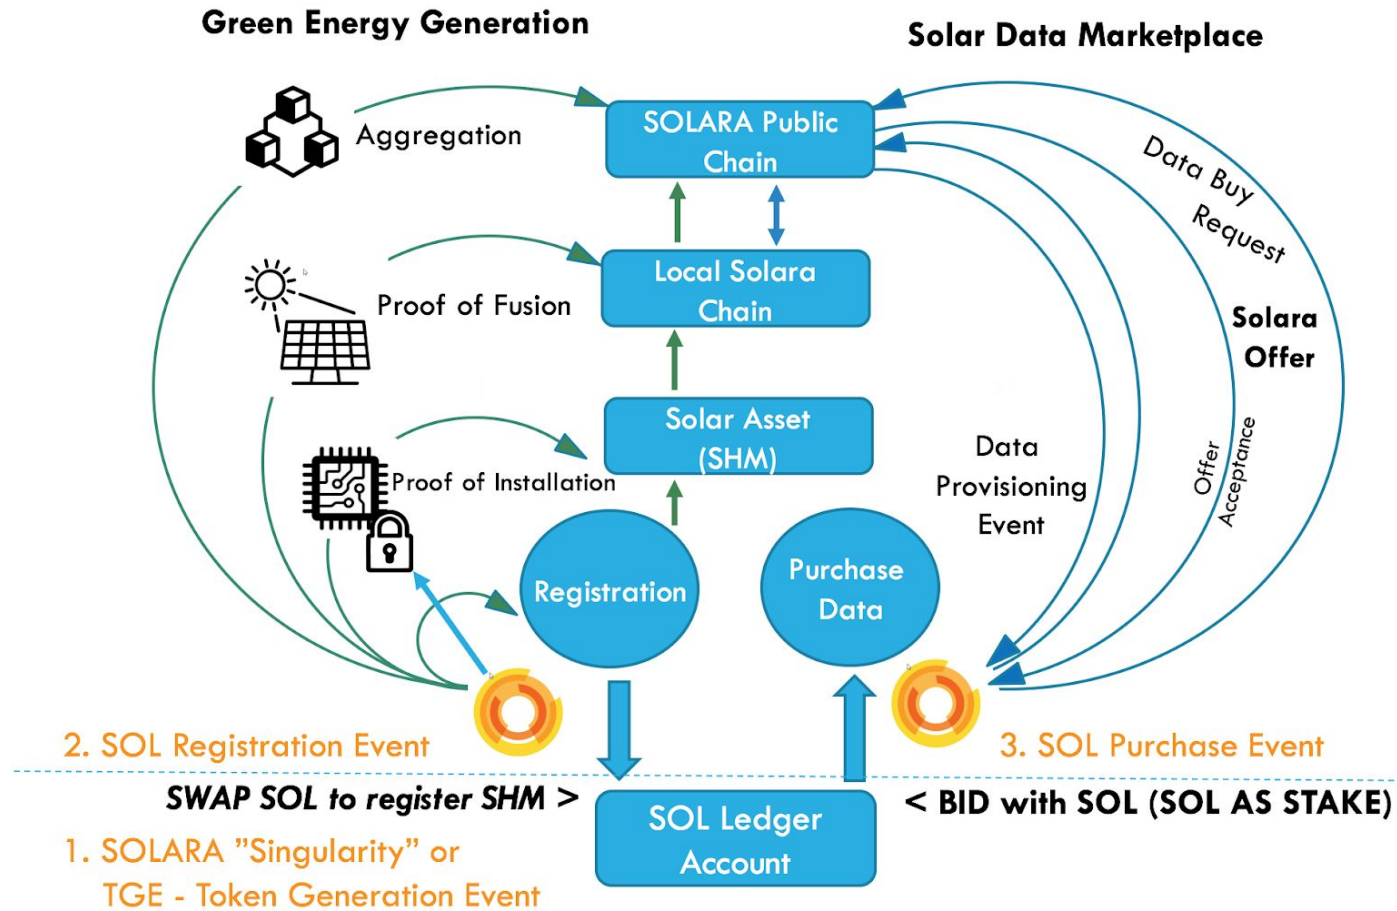 Green Energy Generation
Solar Data Marketplace
Aggregation
SOLARA Public
Chain
Data Buy
Request
Proof of Fusion
Local Solara
Chain
Solara
Offer
Solar Asset
(SHM)
Proof of Installation
Data
Provisioning
Event
Offer
Acceptance
Registration
Purchase
Data
2. SOL Registration Event
3. SOL Purchase Event
SWAP SOL to register SHM >
SOL Ledger
Account
< BID with SOL (SOL AS STAKE)
1. SOLARA ”Singularity” or
TGE - Token Generation Event